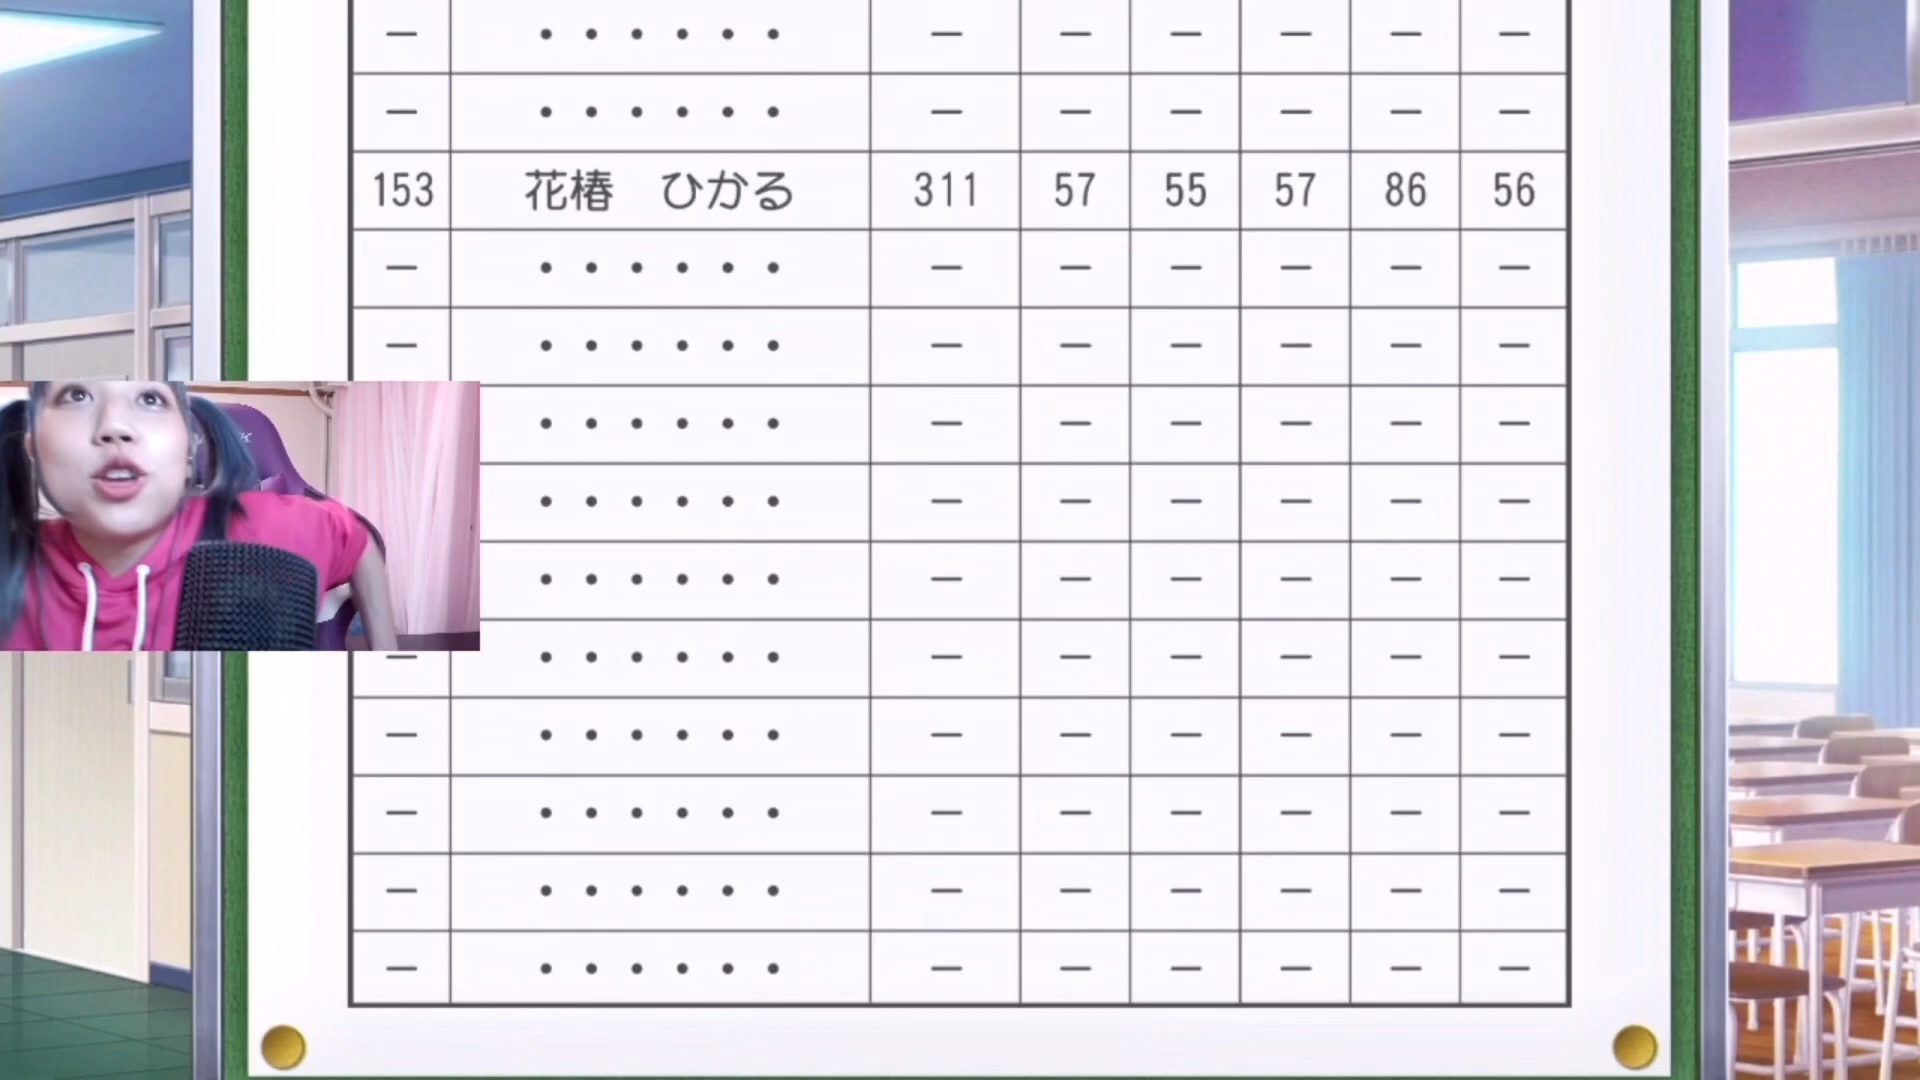 — ・・・・・・ — — — — — —
— ・・・・・・ — — — — — —
153 花椿 ひかる 311 57 55 57 86 56
— ・・・・・・ — — — — — —
— ・・・・・・ — — — — — —
・・・・・・ — — — — — —
・・・・・・ — — — — — —
・・・・・・ — — — — — —
— ・・・・・・ — — — — — —
— ・・・・・・ — — — — — —
— ・・・・・・ — — — — — —
— ・・・・・・ — — — — — —
— ・・・・・・ — — — — — —